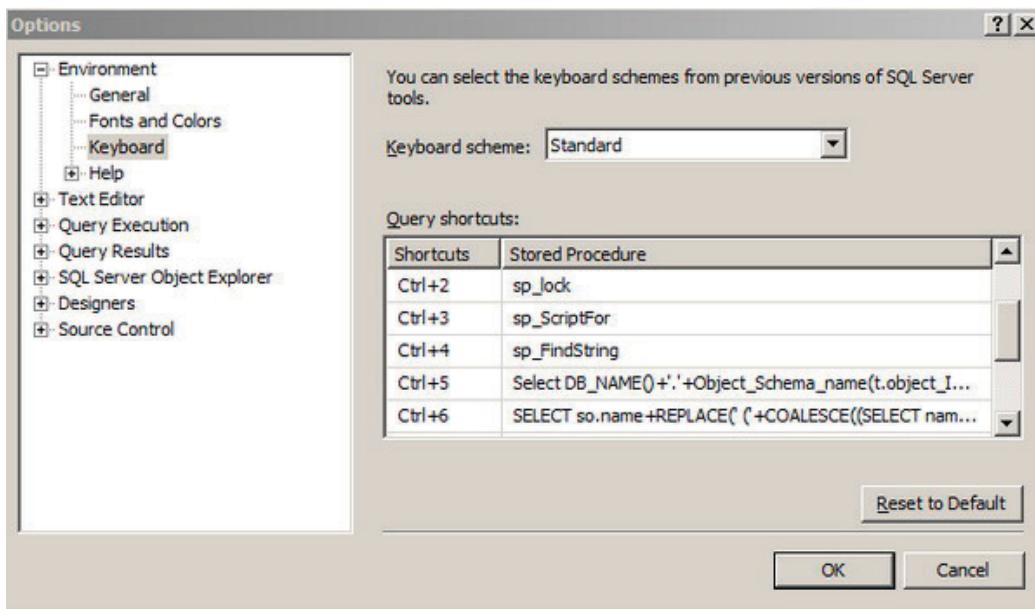 Options
Environment
General
Fonts and Colors
Keyboard
Help
Text Editor
Query Execution
Query Results
SQL Server Object Explorer
Designers
Source Control
You can select the keyboard schemes from previous versions of SQL Server
tools.
Keyboard scheme: Standard
Query shortcuts:
Shortcuts Stored Procedure
Ctrl+2 sp_lock
Ctrl+3 sp_ScriptFor
Ctrl+4 sp_FindString
Ctrl+5 Select DB_NAME()+'.'+Object_Schema_name(t.object_I...
Ctrl+6 SELECT so.name+REPLACE(' ('+COALESCE((SELECT nam...
Reset to Default
OK Cancel